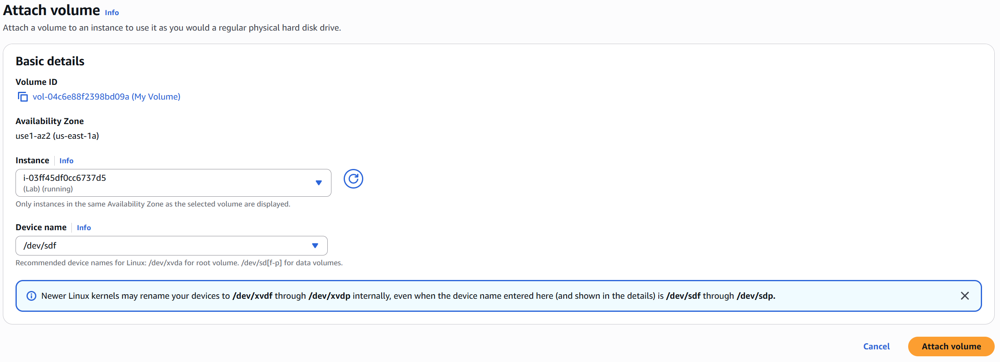 Attach volume Info
Attach a volume to an instance to use it as you would a regular physical hard disk drive.
Basic details
Volume ID
vol-04c6e88f2398bd09a (My Volume)
Availability Zone
use1-az2 (us-east-1a)
Instance Info
i-03ff45df0cc6737d5
(Lab) (running)
Only instances in the same Availability Zone as the selected volume are displayed.
Device name Info
/dev/sdf
Recommended device names for Linux: /dev/xvda for root volume. /dev/sd[f-p] for data volumes.
Newer Linux kernels may rename your devices to /dev/xvdf through /dev/xvdp internally, even when the device name entered here (and shown in the details) is /dev/sdf through /dev/sdp.
Cancel Attach volume